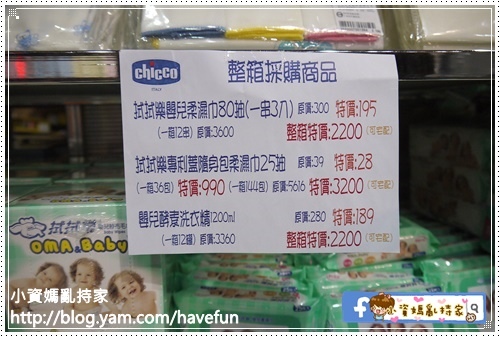 chicco
ITALY
整箱採購商品
拭拭樂嬰兒柔濕巾80抽(一串3入) 原價:300 特價:195
(一箱12串) 原價:3600 整箱特價:2200 (可宅配)
拭拭樂專利蓋隨身包柔濕巾25抽 原價:39 特價:28
(一箱36包) 特價:990 (一箱144包) 原價:5616 特價:3200 (可宅配)
嬰兒酵素洗衣精1200ml 原價:280 特價:189
(一箱12罐) 原價:3360 整箱特價:2200 (可宅配)
拭拭樂
OMA & Baby
小資媽亂持家
http://blog.yam.com/havefun
f 小資媽亂持家